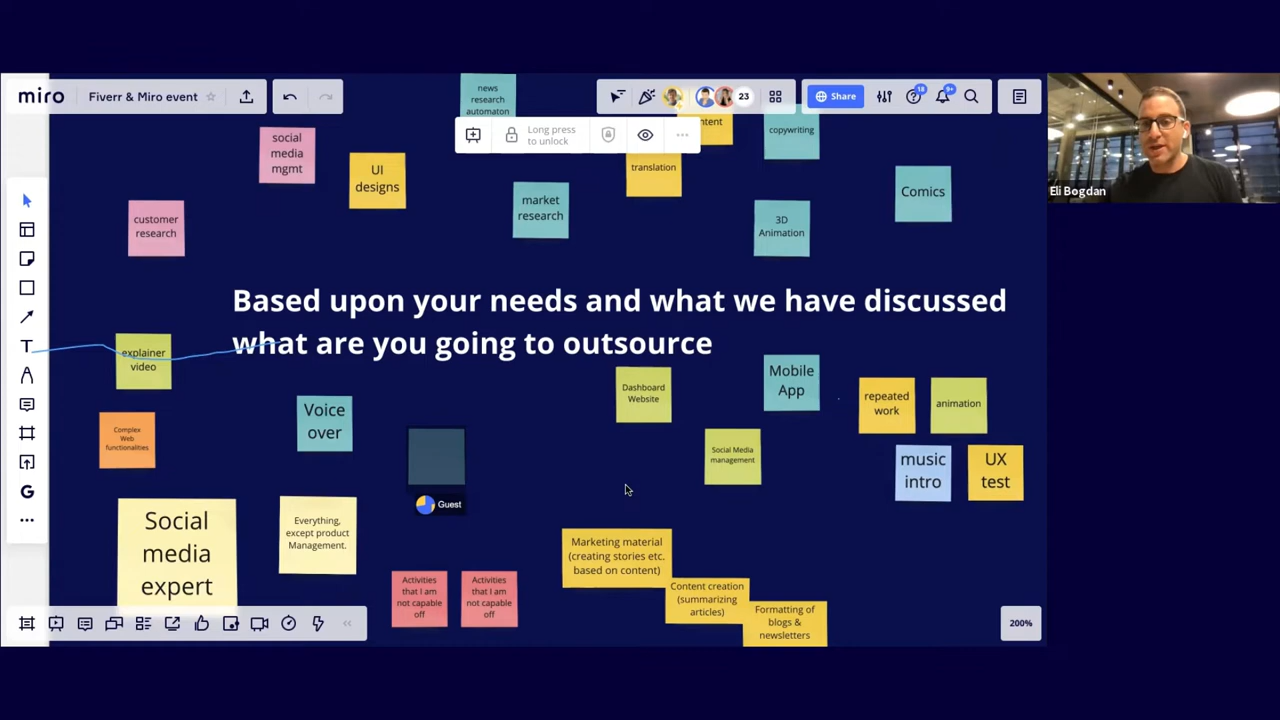 miro
Fiverr & Miro event
23
Share
18
9+
Long press
to unlock
news
research
automaton
social
media
mgmt
UI
designs
customer
research
market
research
translation
copywriting
3D
Animation
Comics
Eli Bogdan
Based upon your needs and what we have discussed
what are you going to outsource
explainer
video
Complex
Web
functionalities
Voice
over
Guest
Dashboard
Website
Mobile
App
Social Media
management
repeated
work
animation
music
intro
UX
test
Social
media
expert
Everything,
except product
Management.
Activities
that I am
not capable
off
Activities
that I am
not capable
off
Marketing material
(creating stories etc.
based on content)
Content creation
(summarizing
articles)
Formatting of
blogs &
newsletters
200%